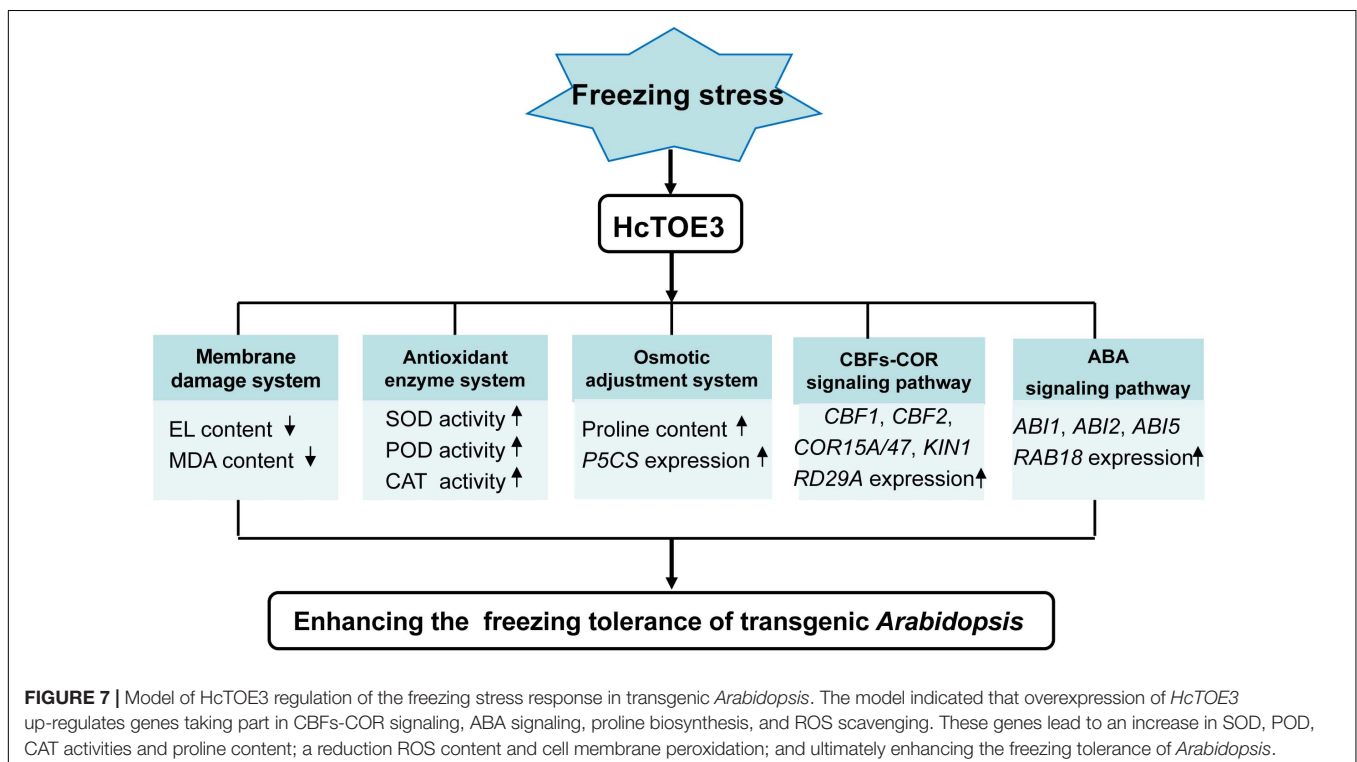 Freezing stress
HcTOE3
Membrane
damage system
EL content ↓
MDA content ↓
Antioxidant
enzyme system
SOD activity ↑
POD activity ↑
CAT activity ↑
Osmotic
adjustment system
Proline content ↑
P5CS expression ↑
CBFs-COR
signaling pathway
CBF1, CBF2,
COR15A/47, KIN1
RD29A expression↑
ABA
signaling pathway
ABI1, ABI2, ABI5
RAB18 expression↑
Enhancing the freezing tolerance of transgenic Arabidopsis
FIGURE 7 | Model of HcTOE3 regulation of the freezing stress response in transgenic Arabidopsis. The model indicated that overexpression of HcTOE3
up-regulates genes taking part in CBFs-COR signaling, ABA signaling, proline biosynthesis, and ROS scavenging. These genes lead to an increase in SOD, POD,
CAT activities and proline content; a reduction ROS content and cell membrane peroxidation; and ultimately enhancing the freezing tolerance of Arabidopsis.